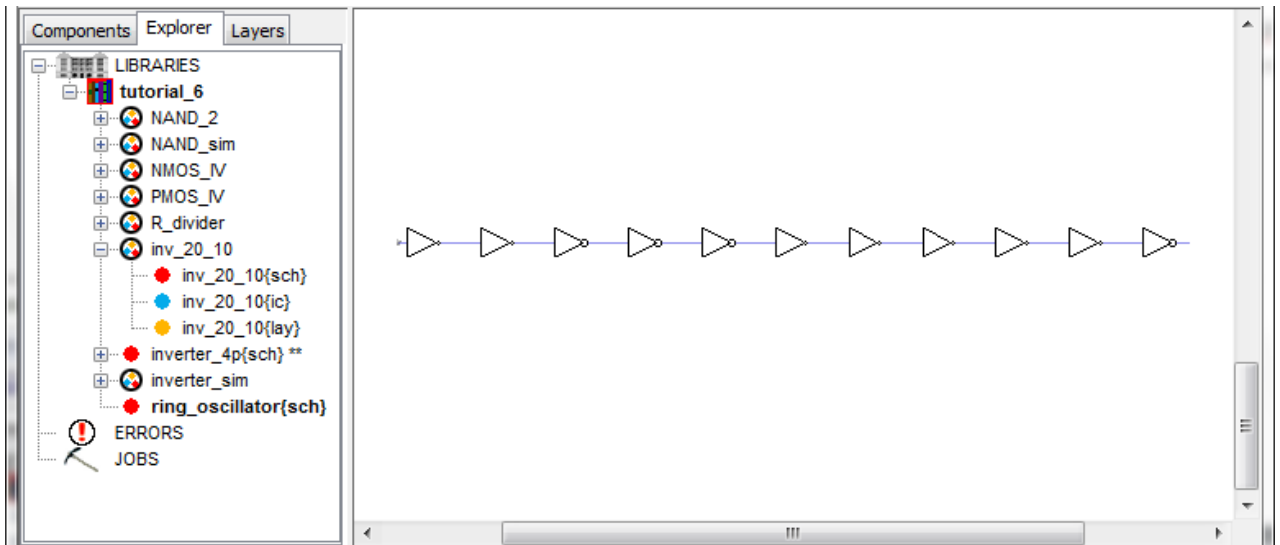 Components Explorer Layers
LIBRARIES
tutorial_6
NAND_2
NAND_sim
NMOS_IV
PMOS_IV
R_divider
inv_20_10
inv_20_10{sch}
inv_20_10{ic}
inv_20_10{lay}
inverter_4p{sch} **
inverter_sim
ring_oscillator{sch}
ERRORS
JOBS